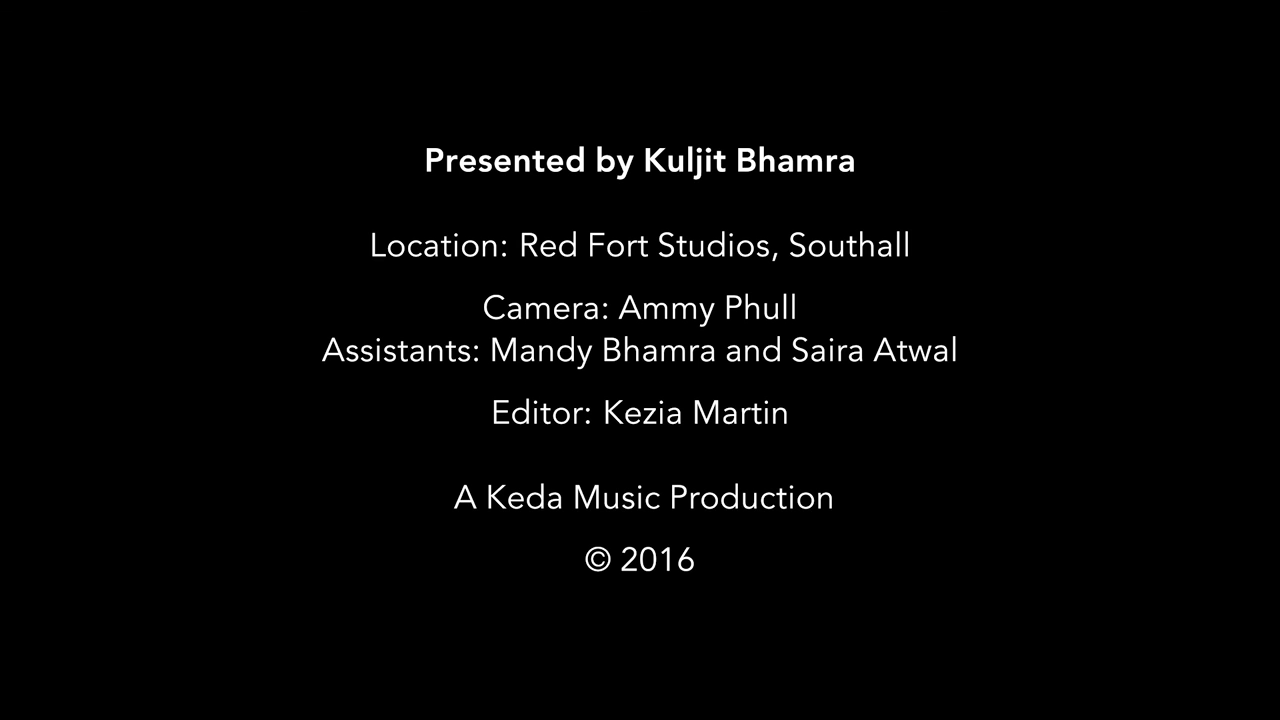 Presented by Kuljit Bhamra
Location: Red Fort Studios, Southall
Camera: Ammy Phull
Assistants: Mandy Bhamra and Saira Atwal
Editor: Kezia Martin
A Keda Music Production
© 2016